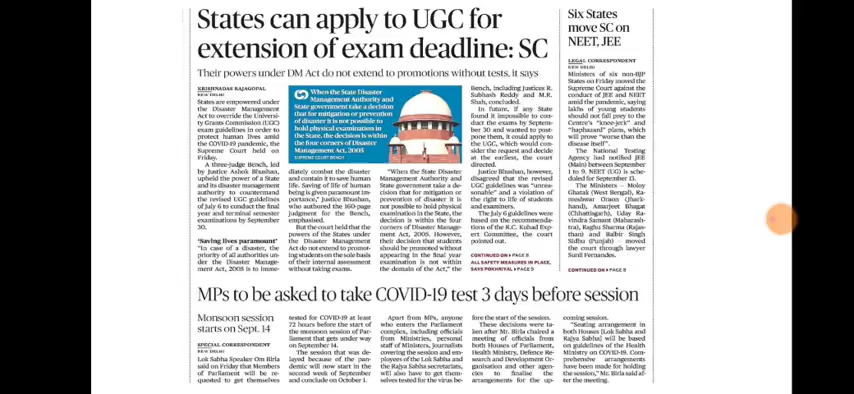 States can apply to UGC for
extension of exam deadline: SC
Their powers under DM Act do not extend to promotions without tests, it says
KRISHNADAS RAJAGOPAL
NEW DELHI
States are empowered under
the Disaster Management
Act to override the Universi-
ty Grants Commission (UGC)
exam guidelines in order to
protect human lives amid
the COVID-19 pandemic, the
Supreme Court held on
Friday.
A three-judge Bench, led
by Justice Ashok Bhushan,
upheld the power of a State
and its disaster management
authority to countermand
the revised UGC guidelines
of July 6 to conduct the final
year and terminal semester
examinations by September
30.
‘Saving lives paramount’
“In case of a disaster, the
priority of all authorities un-
der the Disaster Manage-
ment Act, 2005 is to imme-
When the State Disaster
Management Authority and
State government take a decision
that for mitigation or prevention
of disaster it is not possible to
hold physical examination in
the State, the decision is within
the four corners of Disaster
Management Act, 2005
SUPREME COURT BENCH
diately combat the disaster
and contain it to save human
life. Saving of life of human
being is given paramount im-
portance,” Justice Bhushan,
who authored the 160-page
judgment for the Bench,
emphasised.
But the court held that the
powers of the States under
the Disaster Management
Act do not extend to promot-
ing students on the sole basis
of their internal assessment
without taking exams.
“When the State Disaster
Management Authority and
State government take a de-
cision that for mitigation or
prevention of disaster it is
not possible to hold physical
examination in the State, the
decision is within the four
corners of Disaster Manage-
ment Act, 2005. However,
their decision that students
should be promoted without
appearing in the final year
examination is not within
the domain of the Act,” the
Bench, including Justices R.
Subhash Reddy and M.R.
Shah, concluded.
In future, if any State
found it impossible to con-
duct the exams by Septem-
ber 30 and wanted to post-
pone them, it could apply to
the UGC, which would con-
sider the request and decide
at the earliest, the court
directed.
Justice Bhushan, however,
disagreed that the revised
UGC guidelines was “unrea-
sonable” and a violation of
the right to life of students
and examiners.
The July 6 guidelines were
based on the recommenda-
tions of the R.C. Kuhad Exp-
ert Committee, the court
pointed out.
CONTINUED ON ▸ PAGE 8
ALL SAFETY MEASURES IN PLACE,
SAYS POKHRIYAL ▸ PAGE 9
Six States
move SC on
NEET, JEE
LEGAL CORRESPONDENT
NEW DELHI
Ministers of six non-BJP
States on Friday moved the
Supreme Court against the
conduct of JEE and NEET
amid the pandemic, saying
lakhs of young students
should not fall prey to the
Centre’s “knee-jerk” and
“haphazard” plans, which
will prove “worse than the
disease itself”.
The National Testing
Agency had notified JEE
(Main) between September
1 to 9. NEET (UG) is sche-
duled for September 13.
The Ministers – Moloy
Ghatak (West Bengal), Ra-
meshwar Oraon (Jhark-
hand), Amarjeet Bhagat
(Chhattisgarh), Uday Ra-
vindra Samant (Maharash-
tra), Raghu Sharma (Rajas-
than) and Balbir Singh
Sidhu (Punjab) – moved
the court through lawyer
Sunil Fernandes.
CONTINUED ON ▸ PAGE 8
MPs to be asked to take COVID-19 test 3 days before session
Monsoon session
starts on Sept. 14
SPECIAL CORRESPONDENT
NEW DELHI
Lok Sabha Speaker Om Birla
said on Friday that Members
of Parliament will be re-
quested to get themselves
tested for COVID-19 at least
72 hours before the start of
the monsoon session of Par-
liament that gets under way
on September 14.
The session that was de-
layed because of the pan-
demic will now start in the
second week of September
and conclude on October 1.
Apart from MPs, anyone
who enters the Parliament
complex, including officials
from Ministries, personal
staff of Ministers, journalists
covering the session and em-
ployees of the Lok Sabha and
the Rajya Sabha secretariats,
will also have to get them-
selves tested for the virus be-
fore the start of the session.
These decisions were ta-
ken after Mr. Birla chaired a
meeting of officials from
both Houses of Parliament,
Health Ministry, Defence Re-
search and Development Or-
ganisation and other agen-
cies to finalise the
arrangements for the up-
coming session.
“Seating arrangement in
both Houses [Lok Sabha and
Rajya Sabha] will be based
on guidelines of the Health
Ministry on COVID-19. Com-
prehensive arrangements
have been made for holding
the session,” Mr. Birla said af-
ter the meeting.